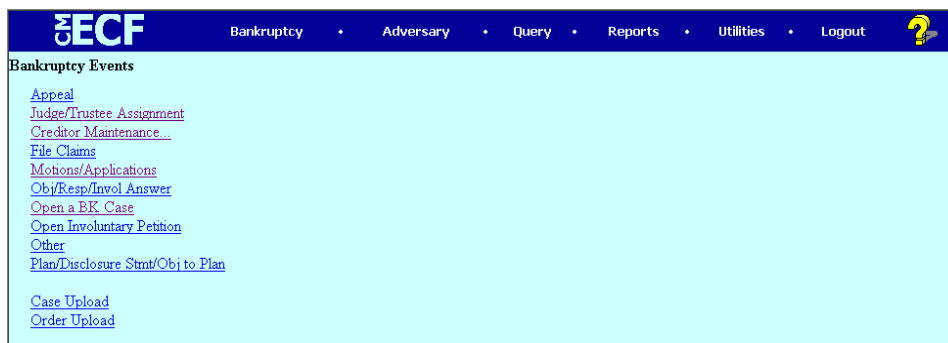 CM ECF Bankruptcy • Adversary • Query • Reports • Utilities • Logout ?
Bankruptcy Events
Appeal
Judge/Trustee Assignment
Creditor Maintenance...
File Claims
Motions/Applications
Obj/Resp/Invol Answer
Open a BK Case
Open Involuntary Petition
Other
Plan/Disclosure Stmt/Obj to Plan
Case Upload
Order Upload